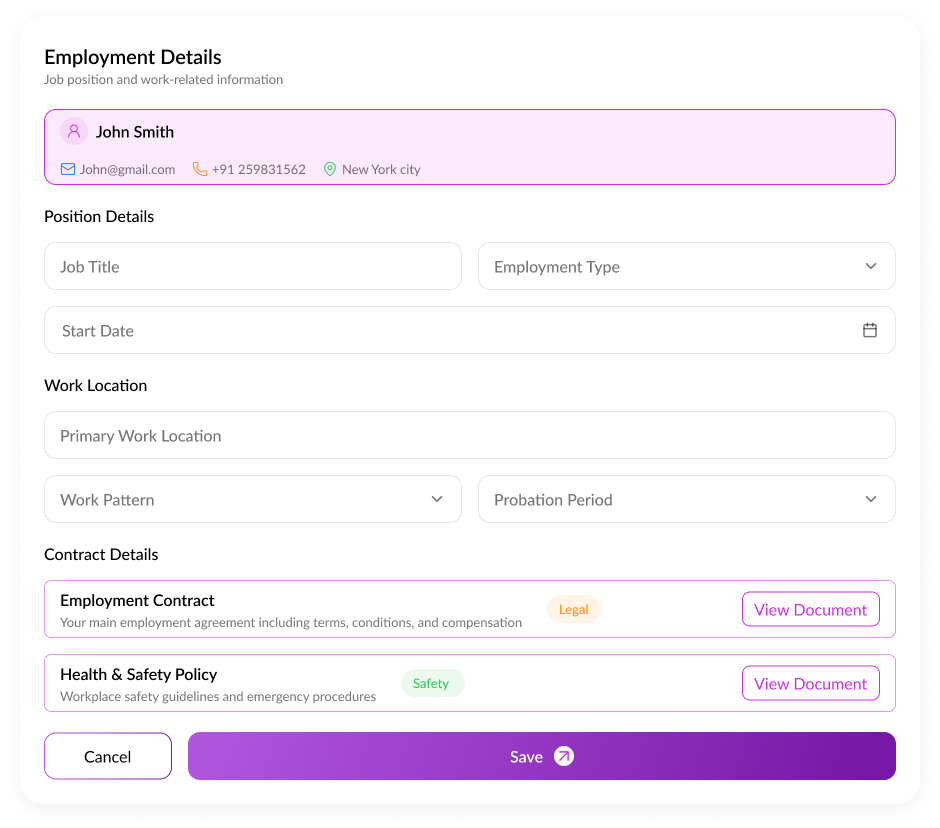 Employment Details
Job position and work-related information
John Smith
John@gmail.com +91 259831562 New York city
Position Details
Job Title Employment Type
Start Date
Work Location
Primary Work Location
Work Pattern Probation Period
Contract Details
Employment Contract
Your main employment agreement including terms, conditions, and compensation
Legal
View Document
Health & Safety Policy
Workplace safety guidelines and emergency procedures
Safety
View Document
Cancel Save